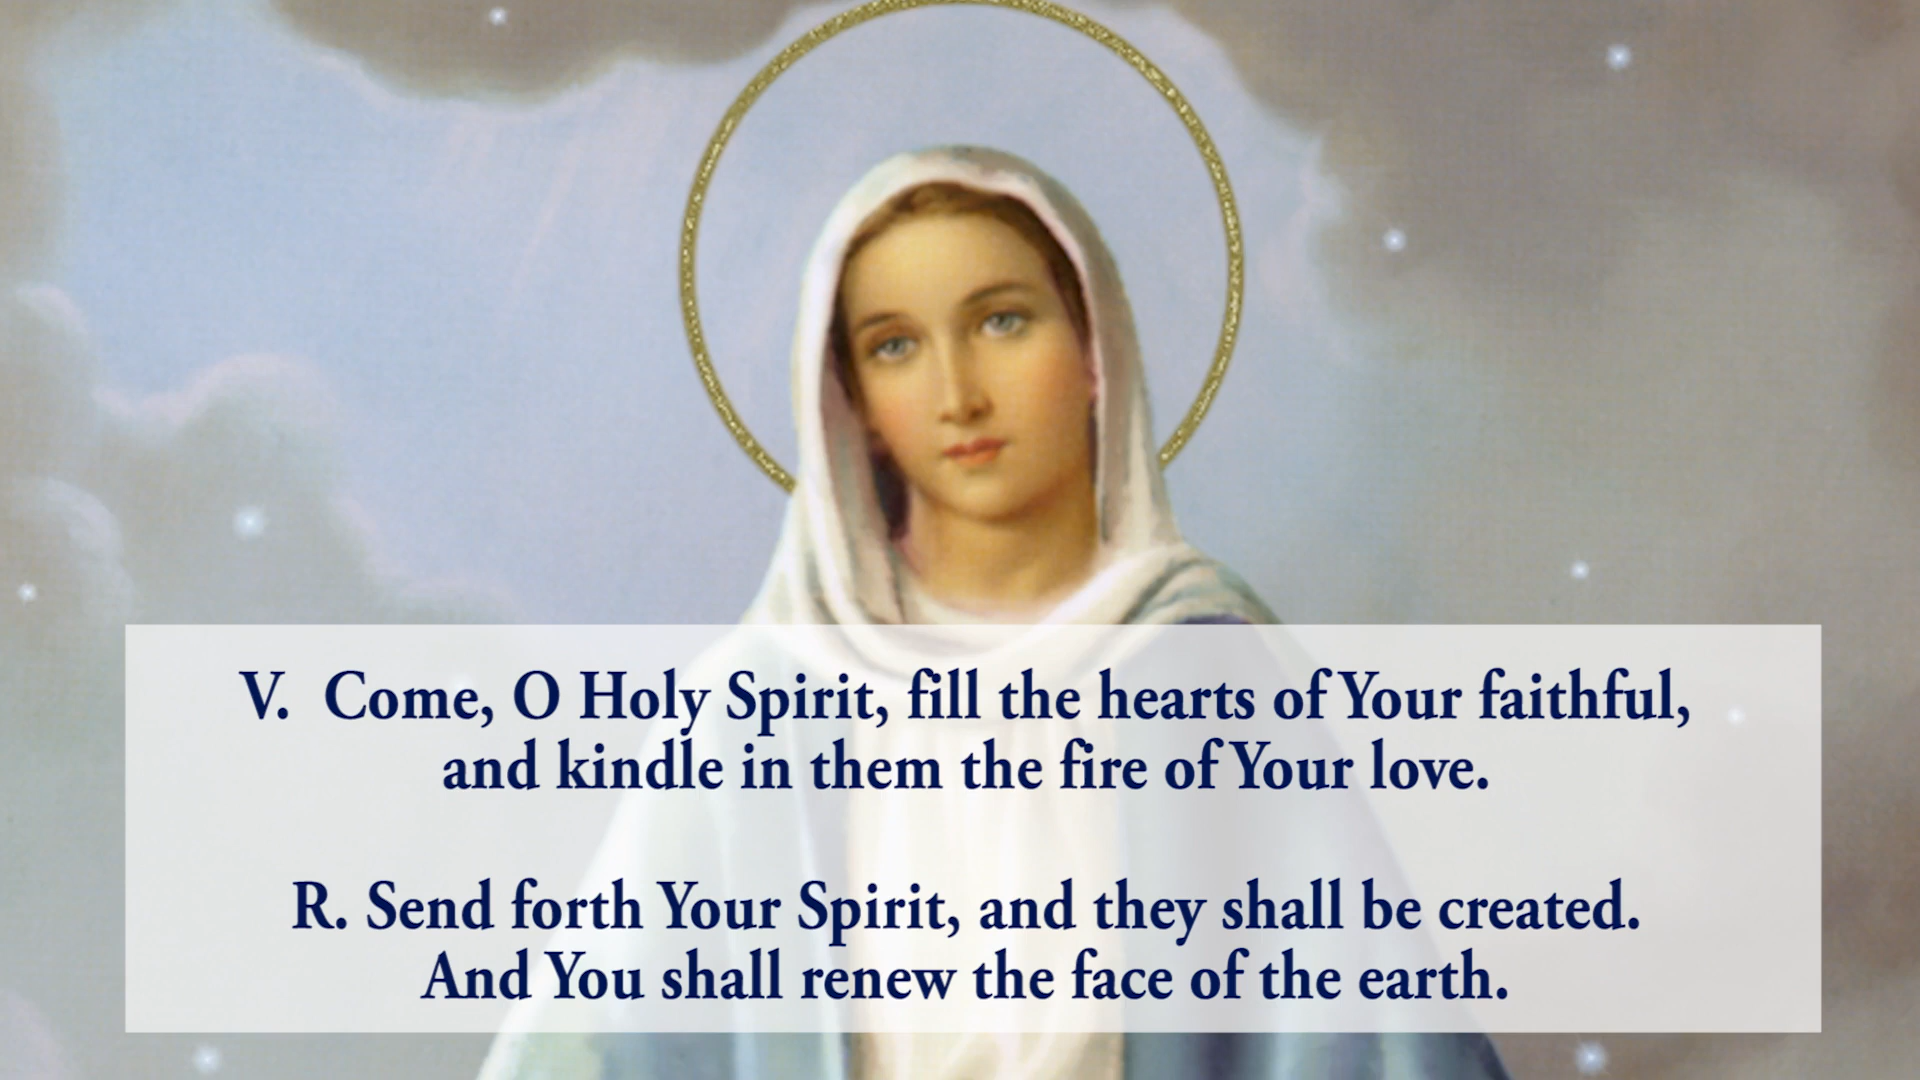 V. Come, O Holy Spirit, fill the hearts of Your faithful,
and kindle in them the fire of Your love.
R. Send forth Your Spirit, and they shall be created.
And You shall renew the face of the earth.